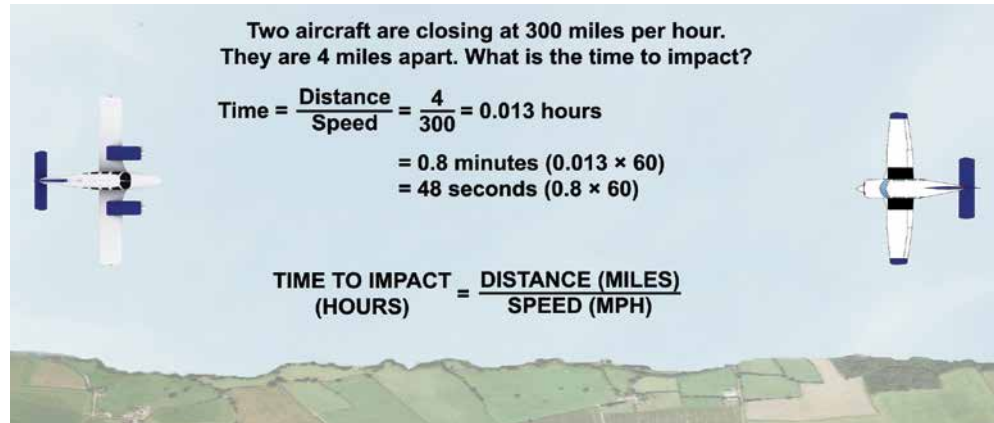 Two aircraft are closing at 300 miles per hour.
They are 4 miles apart. What is the time to impact?
Time = Distance / Speed = 4 / 300 = 0.013 hours
= 0.8 minutes (0.013 × 60)
= 48 seconds (0.8 × 60)
TIME TO IMPACT (HOURS) = DISTANCE (MILES) / SPEED (MPH)